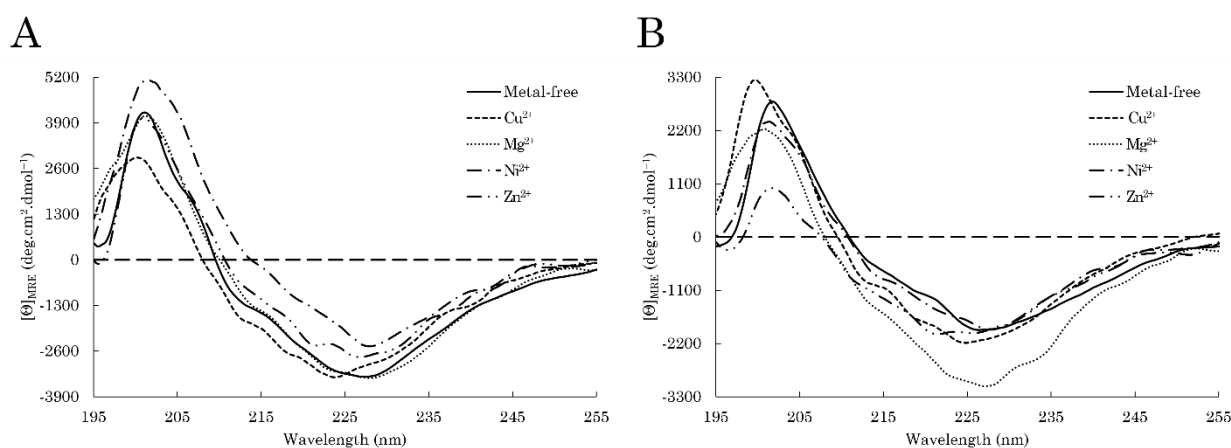 A
[Θ]MRE (deg.cm².dmol⁻¹)
5200
3900
2600
1300
0
-1300
-2600
-3900
195
205
215
225
235
245
255
Wavelength (nm)
Metal-free
Cu²⁺
Mg²⁺
Ni²⁺
Zn²⁺
B
[Θ]MRE (deg.cm².dmol⁻¹)
3300
2200
1100
0
-1100
-2200
-3300
195
205
215
225
235
245
255
Wavelength (nm)
Metal-free
Cu²⁺
Mg²⁺
Ni²⁺
Zn²⁺